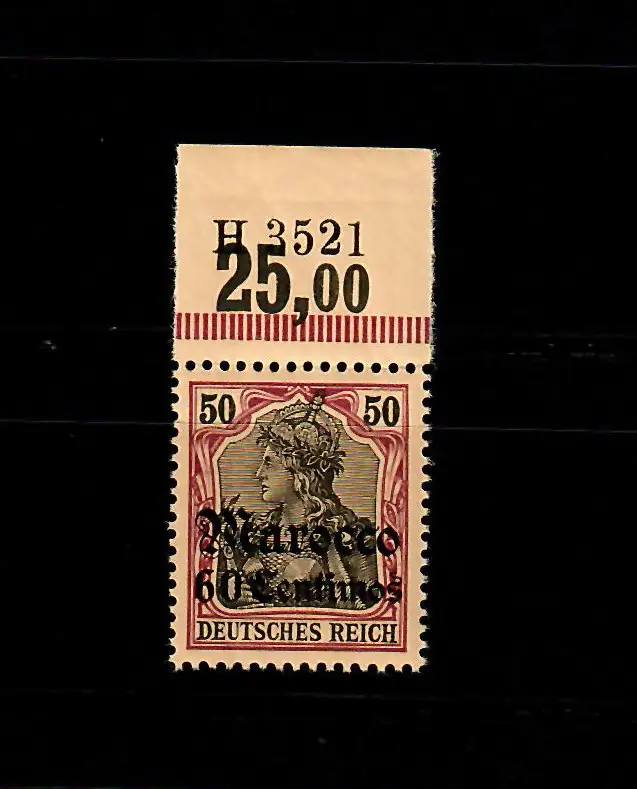 H 3521
25,00
50 50
Marocco
60 Centimos
DEUTSCHES REICH